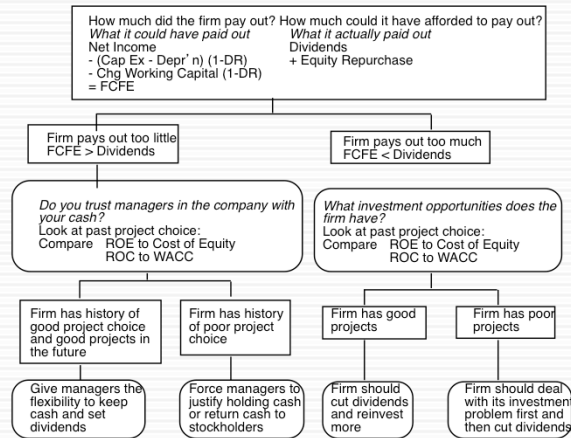 How much did the firm pay out? How much could it have afforded to pay out?
What it could have paid out What it actually paid out
Net Income Dividends
- (Cap Ex - Depr'n) (1-DR) + Equity Repurchase
- Chg Working Capital (1-DR)
= FCFE
Firm pays out too little
FCFE > Dividends
Firm pays out too much
FCFE < Dividends
Do you trust managers in the company with
your cash?
Look at past project choice:
Compare ROE to Cost of Equity
ROC to WACC
What investment opportunities does the
firm have?
Look at past project choice:
Compare ROE to Cost of Equity
ROC to WACC
Firm has history of
good project choice
and good projects in
the future
Firm has history
of poor project
choice
Firm has good
projects
Firm has poor
projects
Give managers the
flexibility to keep
cash and set
dividends
Force managers to
justify holding cash
or return cash to
stockholders
Firm should
cut dividends
and reinvest
more
Firm should deal
with its investment
problem first and
then cut dividends